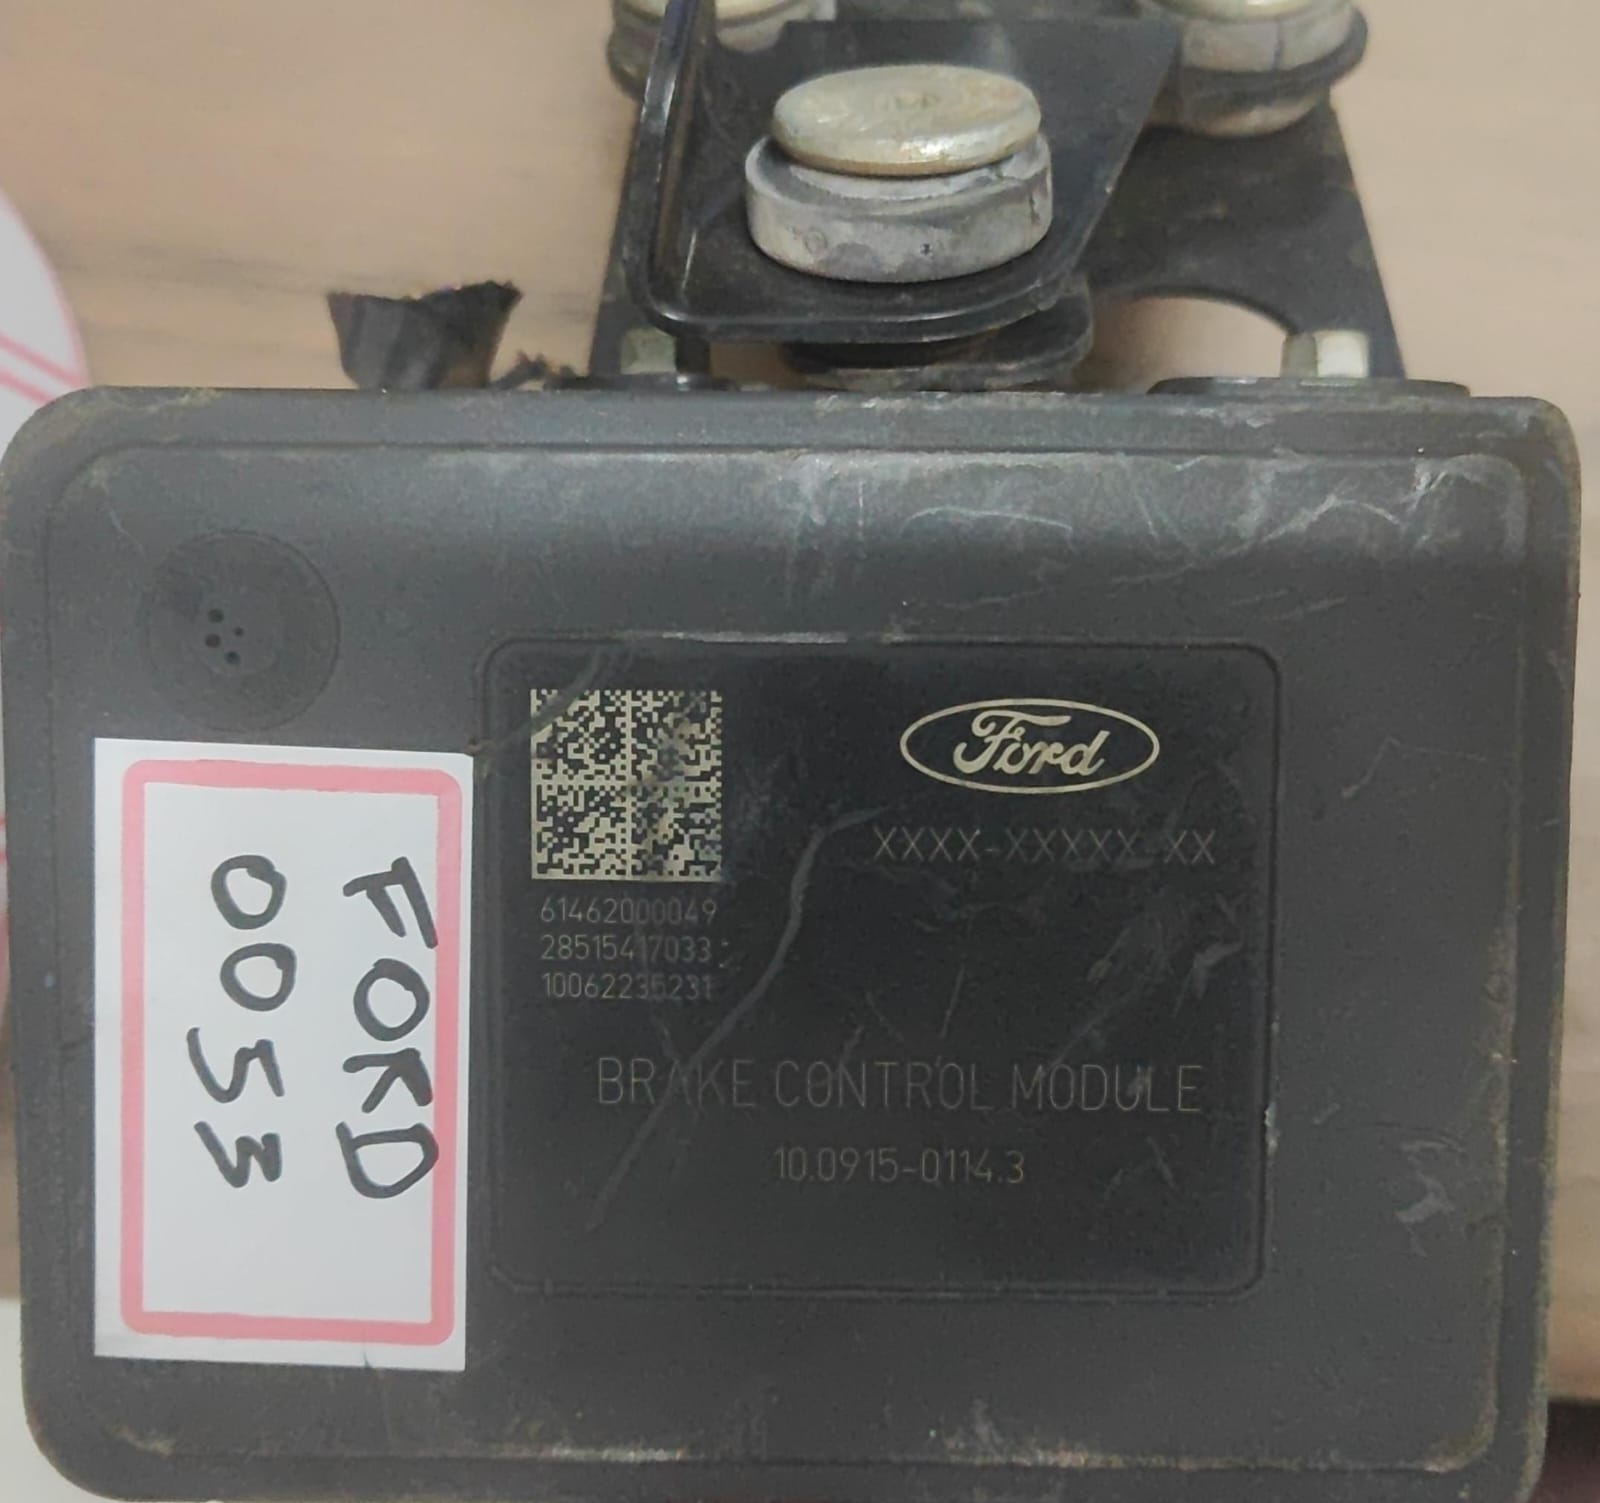 Ford
XXXX-XXXXX-XX
61462000049
28515417033
10062235231
BRAKE CONTROL MODULE
10.0915-0114.3
FORD
0053